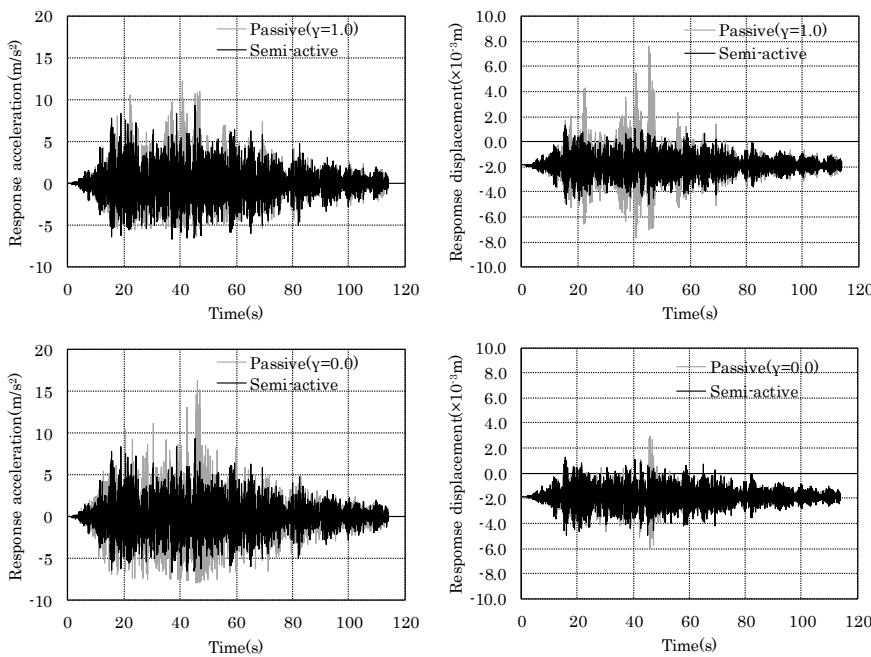 20
15
10
5
0
-5
-10
Response acceleration(m/s²)
Passive(γ=1.0)
Semi-active
0 20 40 60 80 100 120
Time(s)
10.0
8.0
6.0
4.0
2.0
0.0
-2.0
-4.0
-6.0
-8.0
-10.0
Respomse displacement(×10⁻³m)
Passive(γ=1.0)
Semi-active
0 20 40 60 80 100 120
Time(s)
20
15
10
5
0
-5
-10
Response acceleration(m/s²)
Passive(γ=0.0)
Semi-active
0 20 40 60 80 100 120
Time(s)
10.0
8.0
6.0
4.0
2.0
0.0
-2.0
-4.0
-6.0
-8.0
-10.0
Respomse displacement(×10⁻³m)
Passive(γ=0.0)
Semi-active
0 20 40 60 80 100 120
Time(s)